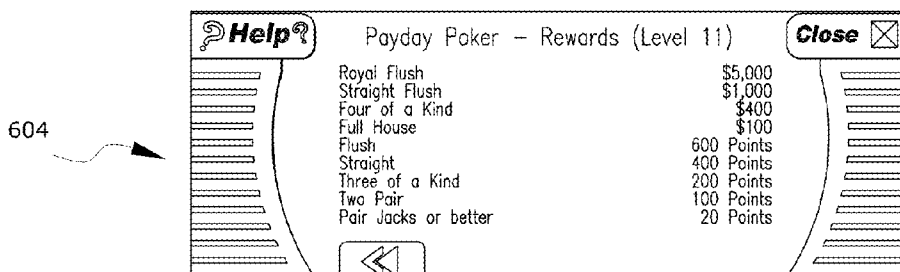 ?Help?
Payday Poker – Rewards (Level 11)
Close
Royal Flush $5,000
Straight Flush $1,000
Four of a Kind $400
Full House $100
604
Flush 600 Points
Straight 400 Points
Three of a Kind 200 Points
Two Pair 100 Points
Pair Jacks or better 20 Points